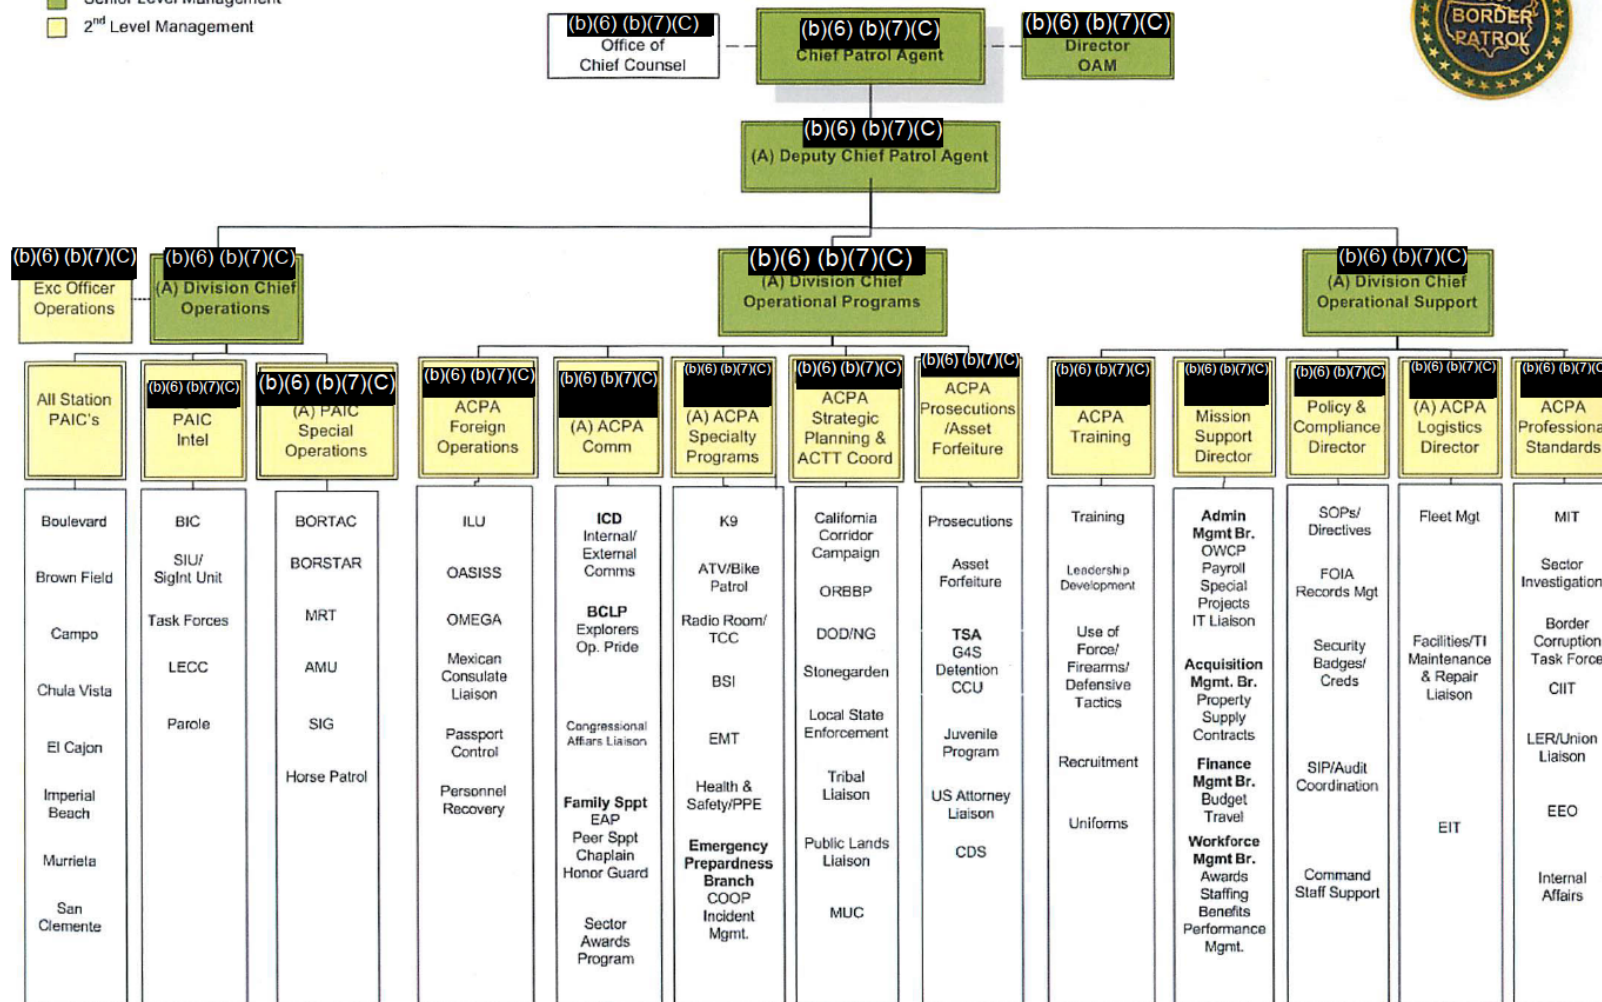 Senior Level Management
2nd Level Management
(b)(6) (b)(7)(C)
Office of
Chief Counsel
(b)(6) (b)(7)(C)
Chief Patrol Agent
(b)(6) (b)(7)(C)
Director
OAM
BORDER
PATROL
(b)(6) (b)(7)(C)
(A) Deputy Chief Patrol Agent
(b)(6) (b)(7)(C)
Exc Officer
Operations
(b)(6) (b)(7)(C)
(A) Division Chief
Operations
(b)(6) (b)(7)(C)
(A) Division Chief
Operational Programs
(b)(6) (b)(7)(C)
(A) Division Chief
Operational Support
All Station
PAIC's
(b)(6) (b)(7)(C)
PAIC
Intel
(b)(6) (b)(7)(C)
(A) PAIC
Special
Operations
(b)(6) (b)(7)(C)
ACPA
Foreign
Operations
(b)(6) (b)(7)(C)
(A) ACPA
Comm
(b)(6) (b)(7)(C)
(A) ACPA
Specialty
Programs
(b)(6) (b)(7)(C)
ACPA
Strategic
Planning &
ACTT Coord
(b)(6) (b)(7)(C)
ACPA
Prosecutions
/Asset
Forfeiture
(b)(6) (b)(7)(C)
ACPA
Training
(b)(6) (b)(7)(C)
Mission
Support
Director
(b)(6) (b)(7)(C)
Policy &
Compliance
Director
(b)(6) (b)(7)(C)
(A) ACPA
Logistics
Director
(b)(6) (b)(7)(C
ACPA
Professiona
Standards
Boulevard
Brown Field
Campo
Chula Vista
El Cajon
Imperial
Beach
Murrieta
San
Clemente
BIC
SIU/
SigInt Unit
Task Forces
LECC
Parole
BORTAC
BORSTAR
MRT
AMU
SIG
Horse Patrol
ILU
OASISS
OMEGA
Mexican
Consulate
Liaison
Passport
Control
Personnel
Recovery
ICD
Internal/
External
Comms
BCLP
Explorers
Op. Pride
Congressional
Affiars Liaison
Family Sppt
EAP
Peer Sppt
Chaplain
Honor Guard
Sector
Awards
Program
K9
ATV/Bike
Patrol
Radio Room/
TCC
BSI
EMT
Health &
Safety/PPE
Emergency
Prepardness
Branch
COOP
Incident
Mgmt.
California
Corridor
Campaign
ORBBP
DOD/NG
Stonegarden
Local State
Enforcement
Tribal
Liaison
Public Lands
Liaison
MUC
Prosecutions
Asset
Forfeiture
TSA
G4S
Detention
CCU
Juvenile
Program
US Attorney
Liaison
CDS
Training
Leadership
Development
Use of
Force/
Firearms/
Defensive
Tactics
Recruitment
Uniforms
Admin
Mgmt Br.
OWCP
Payroll
Special
Projects
IT Liaison
Acquisition
Mgmt. Br.
Property
Supply
Contracts
Finance
Mgmt Br.
Budget
Travel
Workforce
Mgmt Br.
Awards
Staffing
Benefits
Performance
Mgmt.
SOPs/
Directives
FOIA
Records Mgt
Security
Badges/
Creds
SIP/Audit
Coordination
Command
Staff Support
Fleet Mgt
Facilities/TI
Maintenance
& Repair
Liaison
EIT
MIT
Sector
Investigation
Border
Corruption
Task Force
CIIT
LER/Union
Liaison
EEO
Internal
Affairs